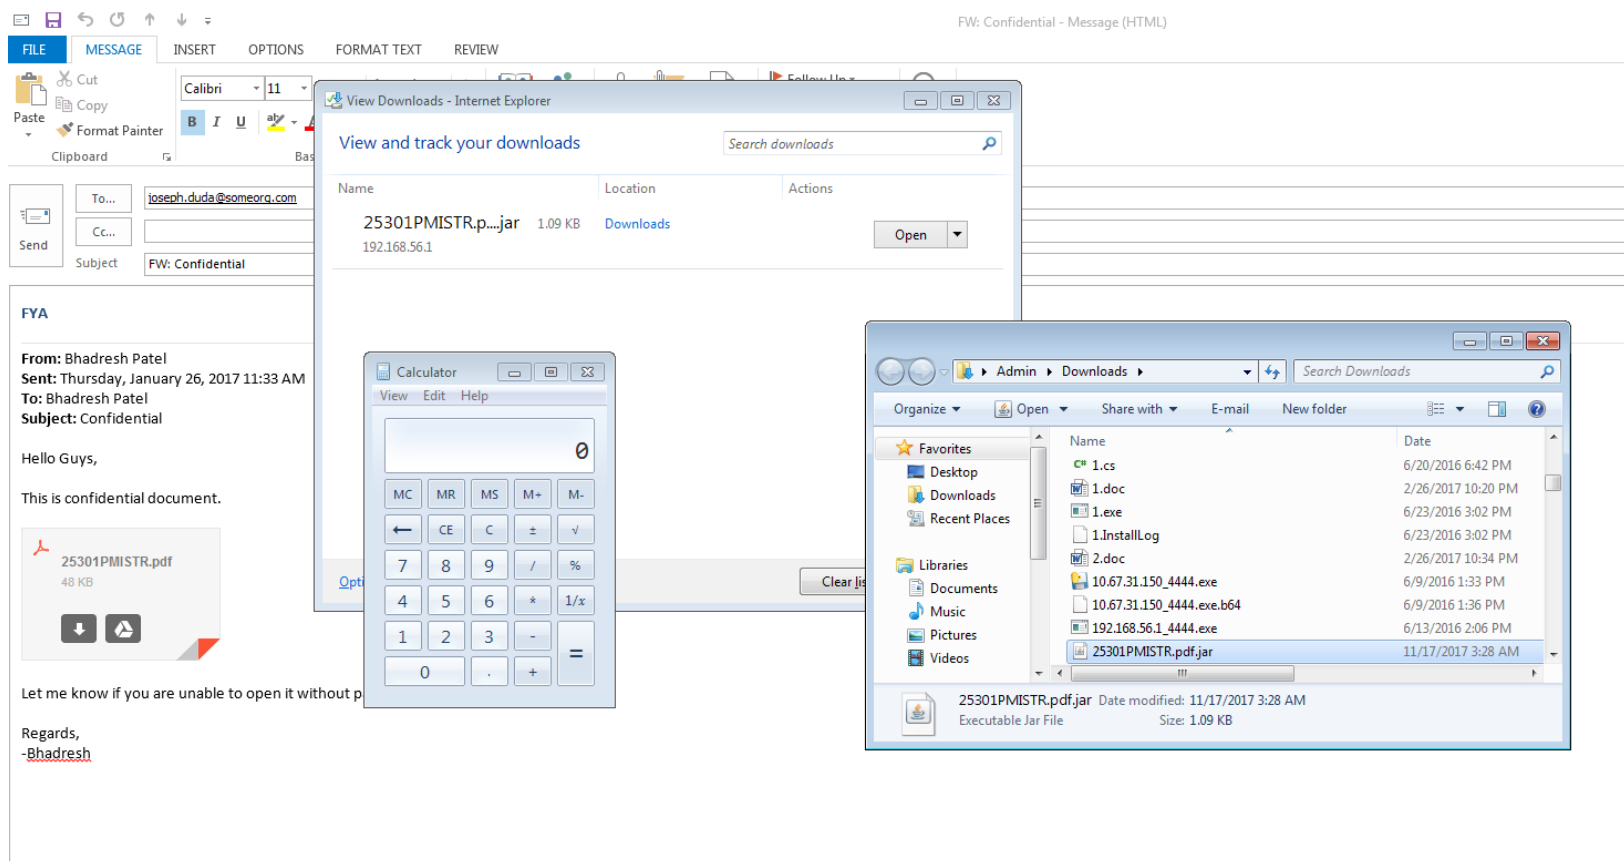 FW: Confidential - Message (HTML)
FILE MESSAGE INSERT OPTIONS FORMAT TEXT REVIEW
Paste
Cut
Copy
Format Painter
Clipboard
Calibri 11
B I U
Bas
Follow Up
Send
To... joseph.duda@someorg.com
Cc...
Subject FW: Confidential
FYA
From: Bhadresh Patel
Sent: Thursday, January 26, 2017 11:33 AM
To: Bhadresh Patel
Subject: Confidential
Hello Guys,
This is confidential document.
25301PMISTR.pdf
48 KB
Let me know if you are unable to open it without p
Regards,
-Bhadresh
View Downloads - Internet Explorer
View and track your downloads
Search downloads
Name Location Actions
25301PMISTR.p....jar 1.09 KB Downloads
192.168.56.1
Open
Opti
Clear lis
Calculator
View Edit Help
0
MC MR MS M+ M-
← CE C ± √
7 8 9 / %
4 5 6 * 1/x
1 2 3 - =
0 . +
Admin Downloads
Search Downloads
Organize Open Share with E-mail New folder
Favorites
Desktop
Downloads
Recent Places
Libraries
Documents
Music
Pictures
Videos
Name Date
C# 1.cs 6/20/2016 6:42 PM
1.doc 2/26/2017 10:20 PM
1.exe 6/23/2016 3:02 PM
1.InstallLog 6/23/2016 3:02 PM
2.doc 2/26/2017 10:34 PM
10.67.31.150_4444.exe 6/9/2016 1:33 PM
10.67.31.150_4444.exe.b64 6/9/2016 1:36 PM
192.168.56.1_4444.exe 6/13/2016 2:06 PM
25301PMISTR.pdf.jar 11/17/2017 3:28 AM
25301PMISTR.pdf.jar Date modified: 11/17/2017 3:28 AM
Executable Jar File Size: 1.09 KB